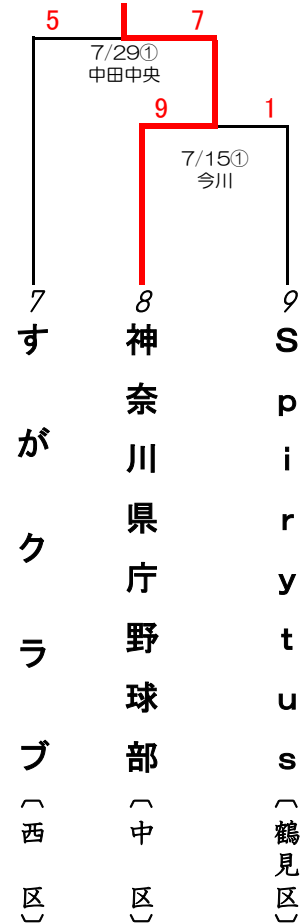 5 7
7/29①
中田中央
9 1
7/15①
今川
7 8 9
すがクラブ(西区)
神奈川県庁野球部(中区)
Ｓｐｉｒｙｔｕｓ(鶴見区)